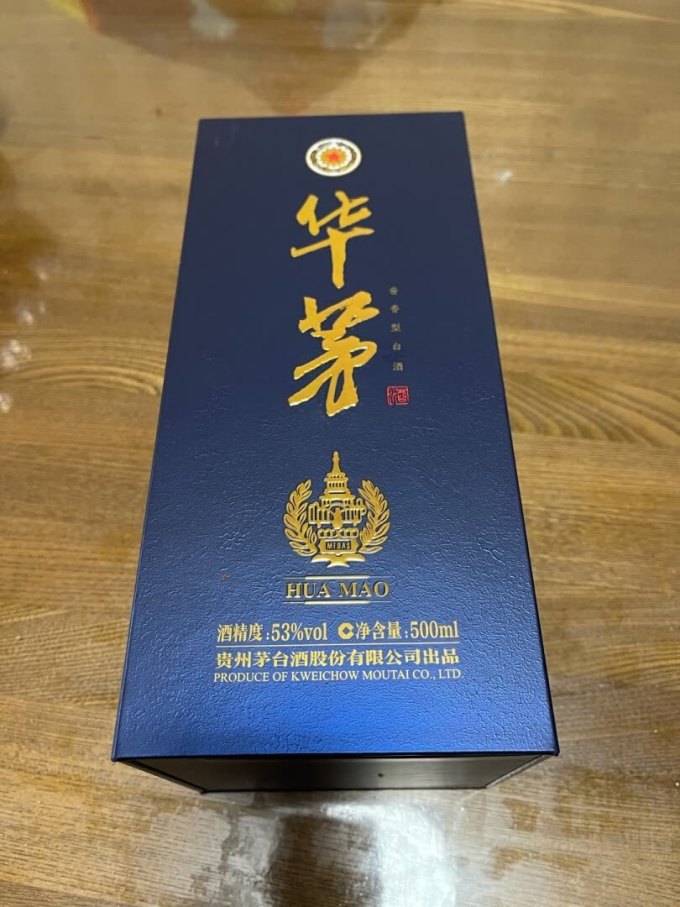 华茅
酱香型白酒
MFBAS
HUA MAO
酒精度:53%vol 净含量:500ml
贵州茅台酒股份有限公司出品
PRODUCE OF KWEICHOW MOUTAI CO., LTD.